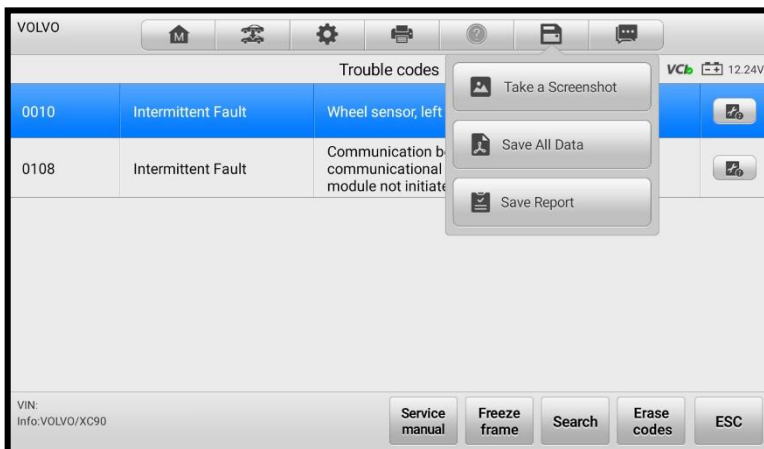 VOLVO
M
Trouble codes
VCI
12.24V
Take a Screenshot
Save All Data
Save Report
0010
Intermittent Fault
Wheel sensor, left
0108
Intermittent Fault
Communication b
communicational
module not initiate
VIN:
Info:VOLVO/XC90
Service
manual
Freeze
frame
Search
Erase
codes
ESC